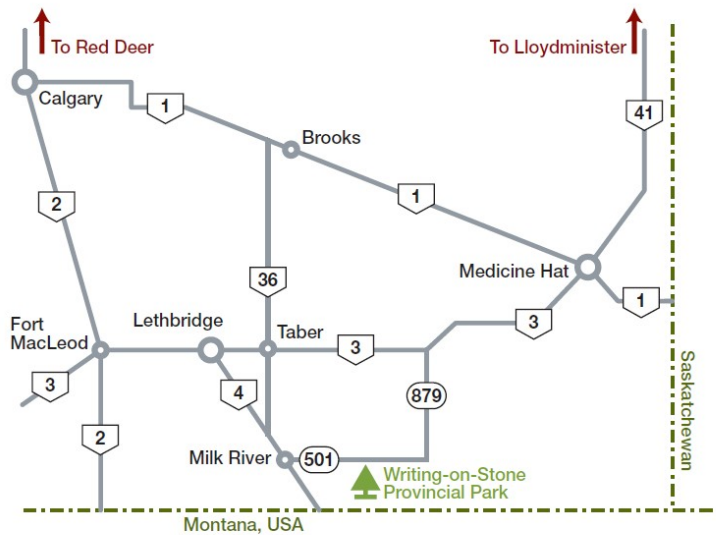 To Red Deer
To Lloydminister
Calgary
1
41
Brooks
1
2
36
Medicine Hat
1
Lethbridge
Taber
3
Fort
MacLeod
3
3
4
879
2
Milk River
501
Writing-on-Stone
Provincial Park
Saskatchewan
Montana, USA